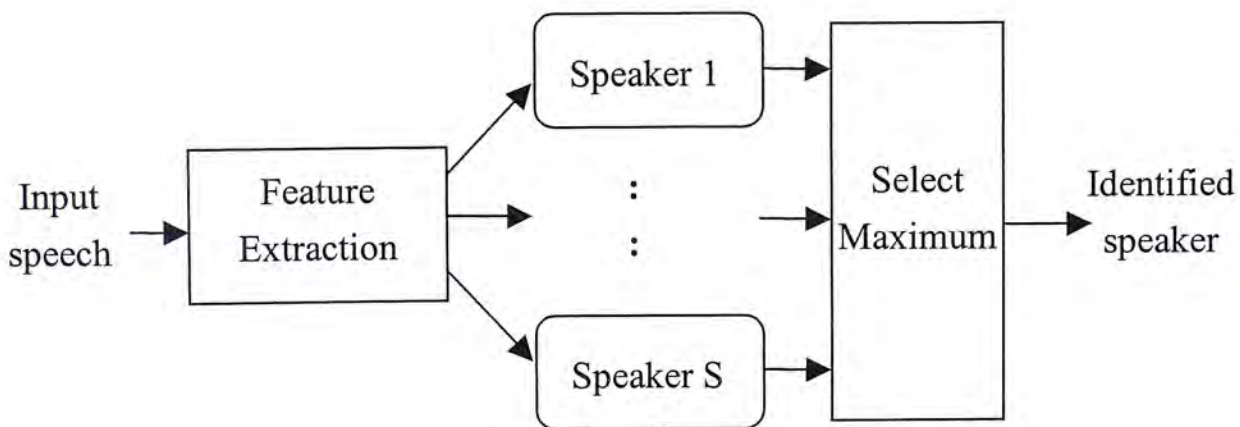 Input
speech
Feature
Extraction
Speaker 1
:
:
Speaker S
Select
Maximum
Identified
speaker